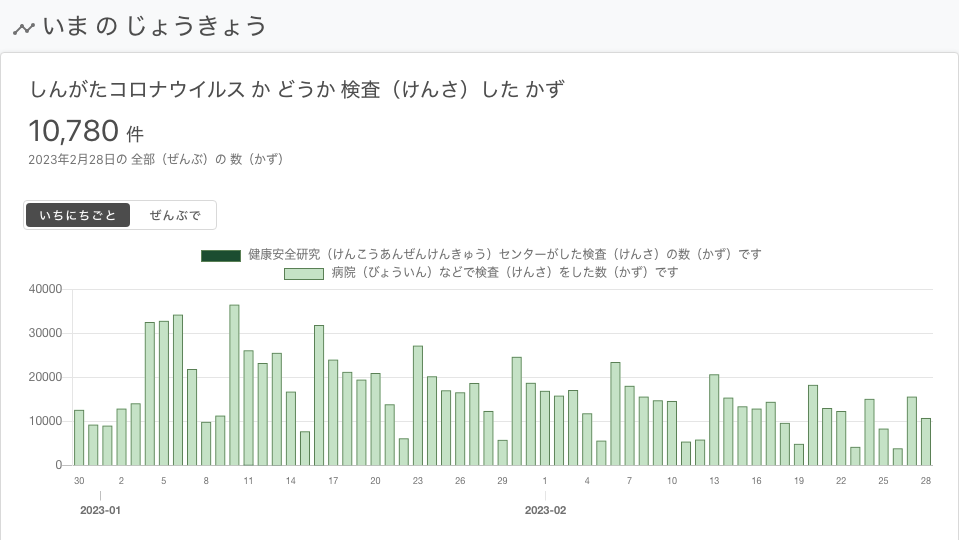 いま の じょうきょう
しんがたコロナウイルス か どうか 検査（けんさ）した かず
10,780 件
2023年2月28日の 全部（ぜんぶ）の 数（かず）
いちにちごと ぜんぶで
健康安全研究（けんこうあんぜんけんきゅう）センターがした検査（けんさ）の数（かず）です
病院（びょういん）などで検査（けんさ）をした数（かず）です
40000
30000
20000
10000
0
30 2 5 8 11 14 17 20 23 26 29 1 4 7 10 13 16 19 22 25 28
2023-01 2023-02